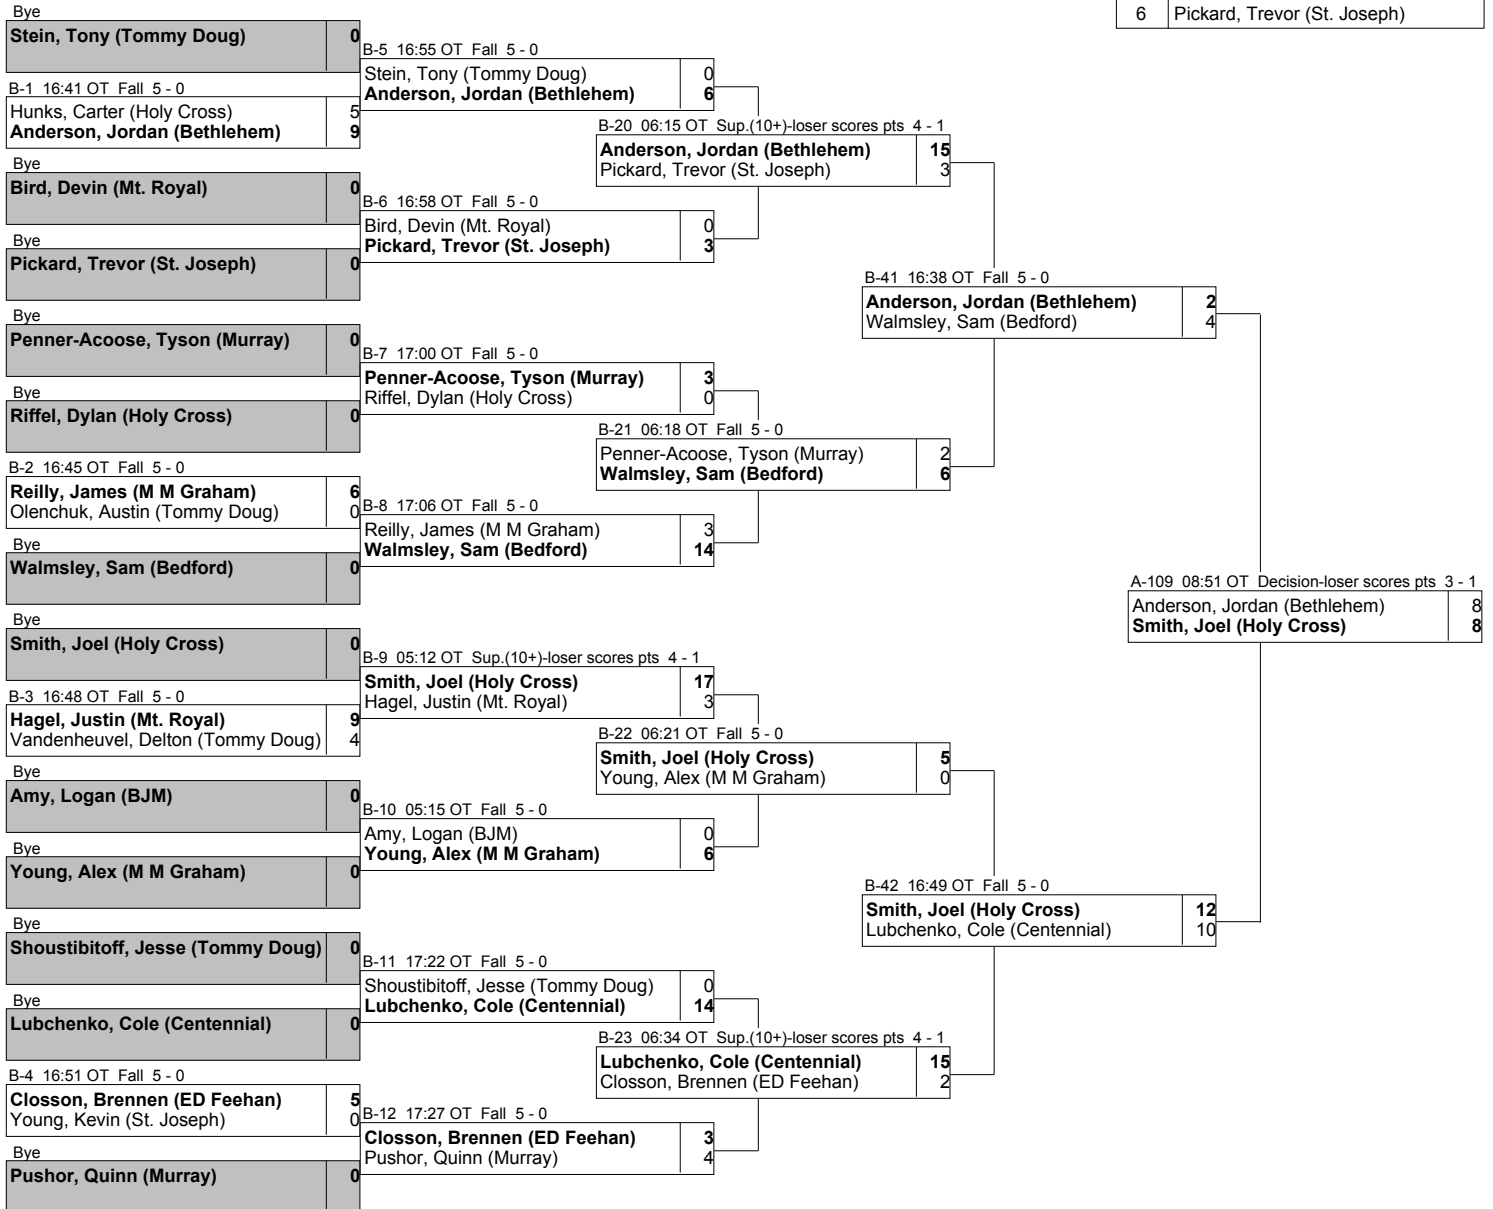 6 Pickard, Trevor (St. Joseph)
Bye
Stein, Tony (Tommy Doug) 0
B-1 16:41 OT Fall 5 - 0
Hunks, Carter (Holy Cross) 5
Anderson, Jordan (Bethlehem) 9
Bye
Bird, Devin (Mt. Royal) 0
Bye
Pickard, Trevor (St. Joseph) 0
Bye
Penner-Acoose, Tyson (Murray) 0
Bye
Riffel, Dylan (Holy Cross) 0
B-2 16:45 OT Fall 5 - 0
Reilly, James (M M Graham) 6
Olenchuk, Austin (Tommy Doug) 0
Bye
Walmsley, Sam (Bedford) 0
Bye
Smith, Joel (Holy Cross) 0
B-3 16:48 OT Fall 5 - 0
Hagel, Justin (Mt. Royal) 9
Vandenheuvel, Delton (Tommy Doug) 4
Bye
Amy, Logan (BJM) 0
Bye
Young, Alex (M M Graham) 0
Bye
Shoustibitoff, Jesse (Tommy Doug) 0
Bye
Lubchenko, Cole (Centennial) 0
B-4 16:51 OT Fall 5 - 0
Closson, Brennen (ED Feehan) 5
Young, Kevin (St. Joseph) 0
Bye
Pushor, Quinn (Murray) 0
B-5 16:55 OT Fall 5 - 0
Stein, Tony (Tommy Doug) 0
Anderson, Jordan (Bethlehem) 6
B-6 16:58 OT Fall 5 - 0
Bird, Devin (Mt. Royal) 0
Pickard, Trevor (St. Joseph) 3
B-7 17:00 OT Fall 5 - 0
Penner-Acoose, Tyson (Murray) 3
Riffel, Dylan (Holy Cross) 0
B-8 17:06 OT Fall 5 - 0
Reilly, James (M M Graham) 3
Walmsley, Sam (Bedford) 14
B-9 05:12 OT Sup.(10+)-loser scores pts 4 - 1
Smith, Joel (Holy Cross) 17
Hagel, Justin (Mt. Royal) 3
B-10 05:15 OT Fall 5 - 0
Amy, Logan (BJM) 0
Young, Alex (M M Graham) 6
B-11 17:22 OT Fall 5 - 0
Shoustibitoff, Jesse (Tommy Doug) 0
Lubchenko, Cole (Centennial) 14
B-12 17:27 OT Fall 5 - 0
Closson, Brennen (ED Feehan) 3
Pushor, Quinn (Murray) 4
B-20 06:15 OT Sup.(10+)-loser scores pts 4 - 1
Anderson, Jordan (Bethlehem) 15
Pickard, Trevor (St. Joseph) 3
B-21 06:18 OT Fall 5 - 0
Penner-Acoose, Tyson (Murray) 2
Walmsley, Sam (Bedford) 6
B-22 06:21 OT Fall 5 - 0
Smith, Joel (Holy Cross) 5
Young, Alex (M M Graham) 0
B-23 06:34 OT Sup.(10+)-loser scores pts 4 - 1
Lubchenko, Cole (Centennial) 15
Closson, Brennen (ED Feehan) 2
B-41 16:38 OT Fall 5 - 0
Anderson, Jordan (Bethlehem) 2
Walmsley, Sam (Bedford) 4
B-42 16:49 OT Fall 5 - 0
Smith, Joel (Holy Cross) 12
Lubchenko, Cole (Centennial) 10
A-109 08:51 OT Decision-loser scores pts 3 - 1
Anderson, Jordan (Bethlehem) 8
Smith, Joel (Holy Cross) 8